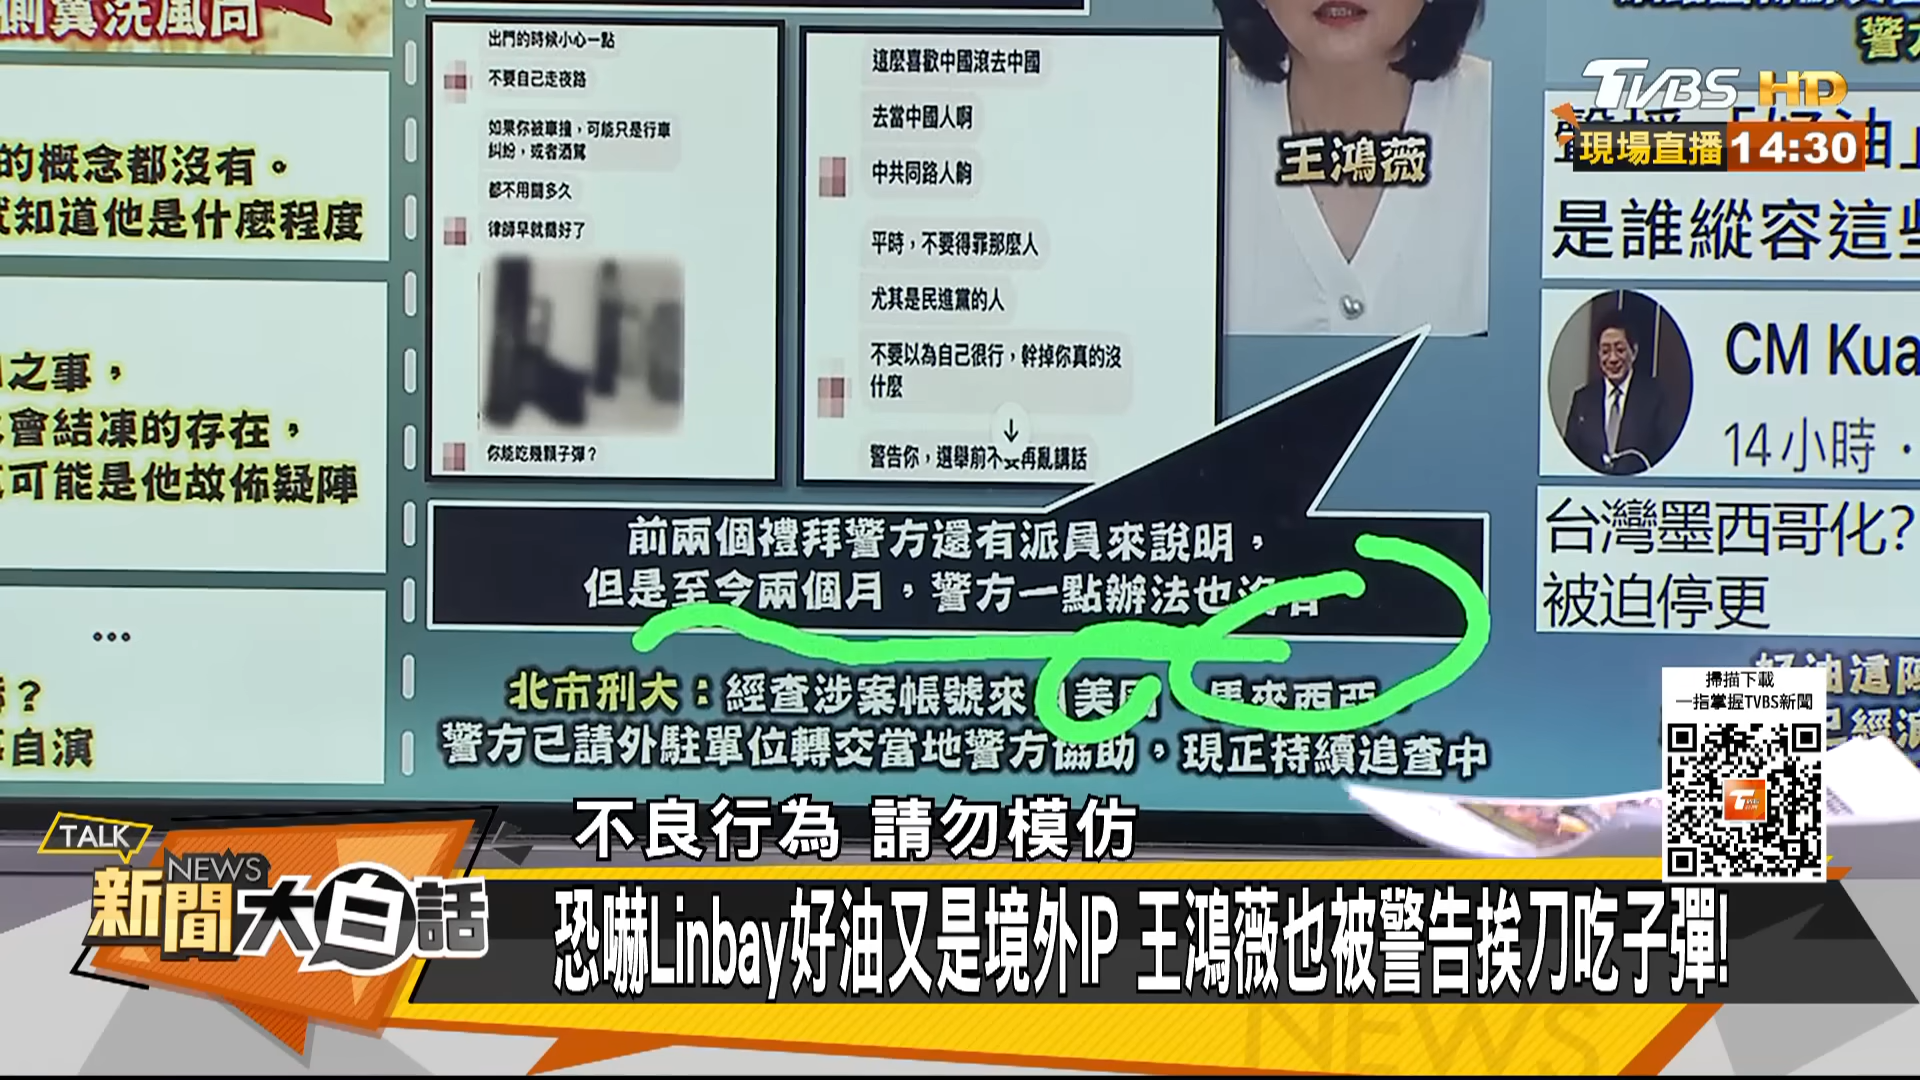 側翼洗風向
的概念都沒有。
就知道他是什麼程度
之事，
會結凍的存在，
可能是他故佈疑陣
...
?
自演
出門的時候小心一點
不要自己走夜路
如果你被車撞，可能只是行車
糾紛，或者酒駕
都不用關多久
律師早就喬好了
你能吃幾顆子彈？
這麼喜歡中國滾去中國
去當中國人啊
中共同路人齁
平時，不要得罪那麼人
尤其是民進黨的人
不要以為自己很行，幹掉你真的沒
什麼
警告你，選舉前不要再亂講話
王鴻薇
前兩個禮拜警方還有派員來說明，
但是至今兩個月，警方一點辦法也沒有
北市刑大：經查涉案帳號來自美國、馬來西亞，
警方已請外駐單位轉交當地警方協助，現正持續追查中
警方
TVBS HD
現場直播 14:30
是誰縱容這些
CM Kua
14小時 ·
台灣墨西哥化?
被迫停更
掃描下載
一指掌握TVBS新聞
不良行為 請勿模仿
TALK
NEWS
新聞大白話
恐嚇Linbay好油又是境外IP 王鴻薇也被警告挨刀吃子彈!
NEWS